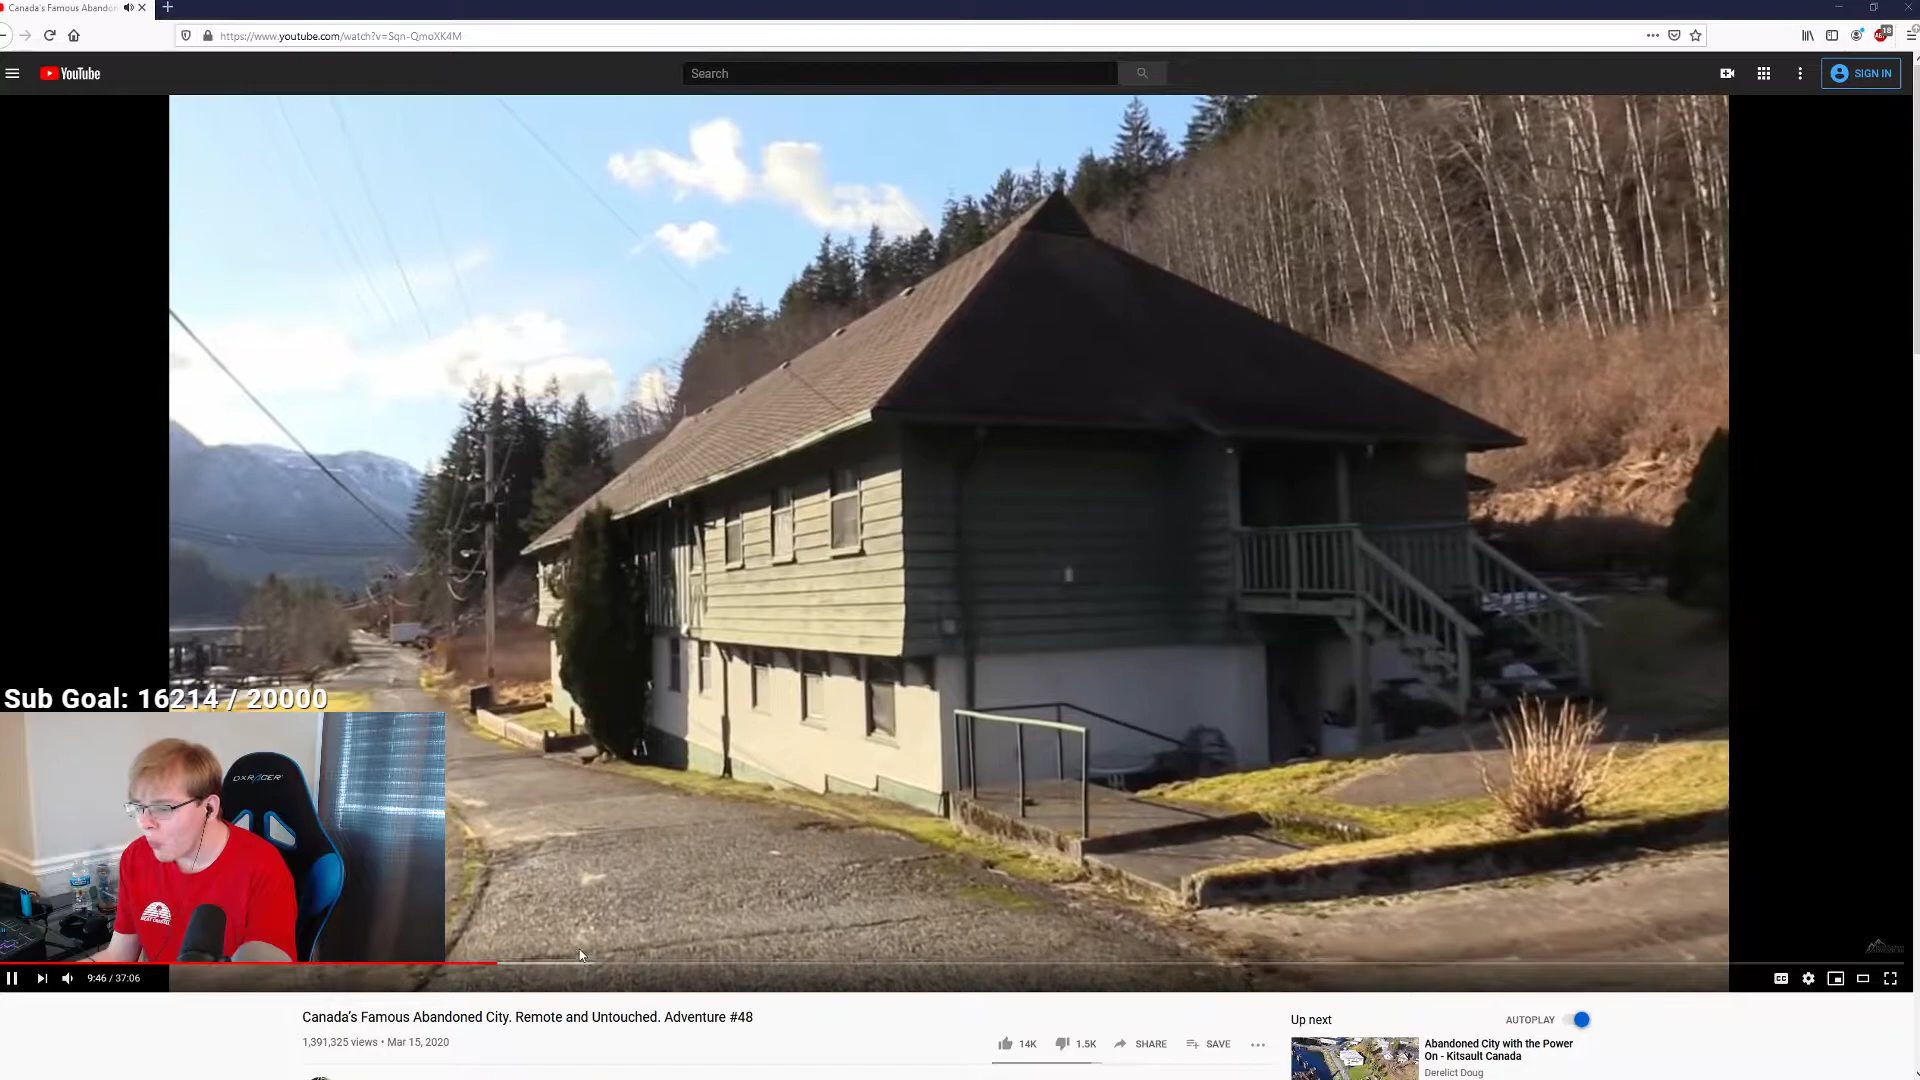 Canada's Famous Abandon
https://www.youtube.com/watch?v=Sqn-QmoXK4M
18
YouTube
Search
SIGN IN
Sub Goal: 16214 / 20000
DXRACER
9:46 / 37:06
CC
Canada's Famous Abandoned City. Remote and Untouched. Adventure #48
1,391,325 views • Mar 15, 2020
14K
1.5K
SHARE
SAVE
Up next
AUTOPLAY
Abandoned City with the Power
On - Kitsault Canada
Derelict Doug